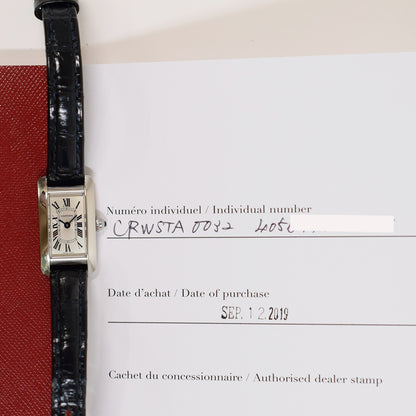 Numéro individuel / Individual number
CRWSTA 0032 405
Date d'achat / Date of purchase
SEP. 12.2019
Cachet du concessionnaire / Authorised dealer stamp